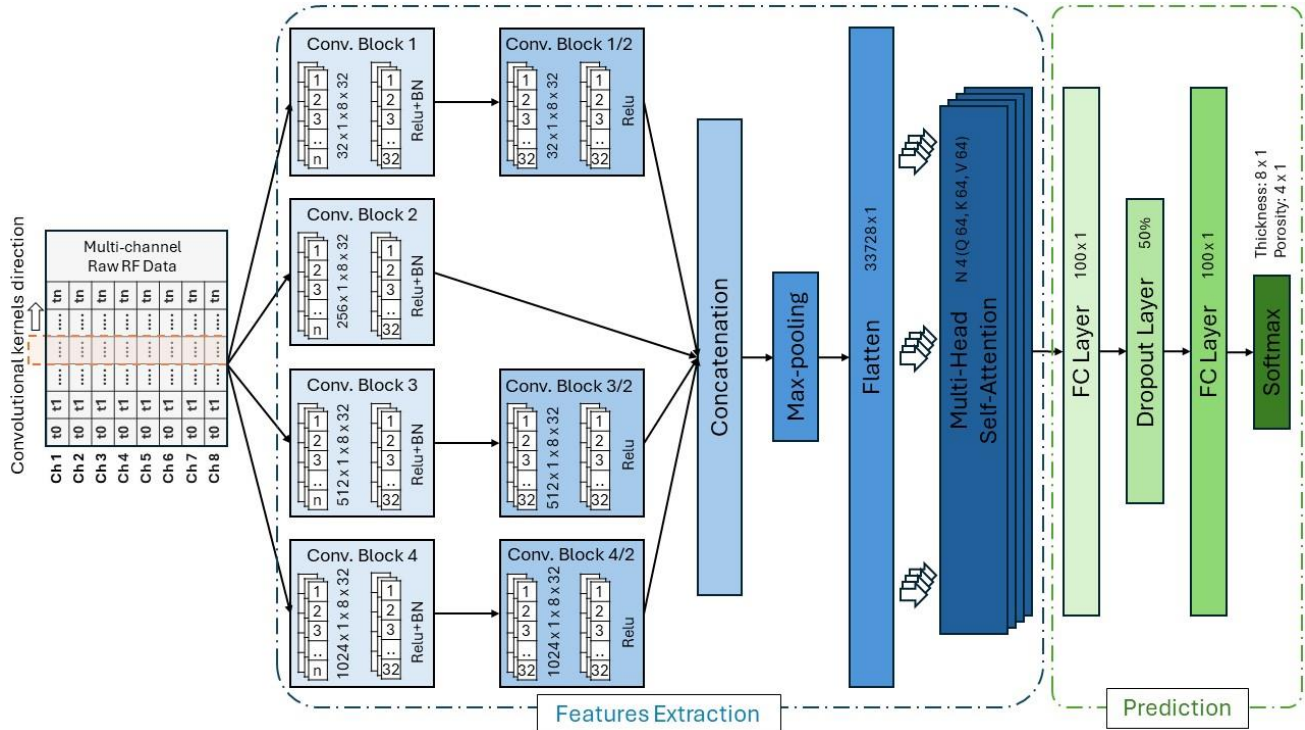 Convolutional kernels direction
Multi-channel
Raw RF Data
tn tn tn tn tn tn tn tn
.... .... .... .... .... .... .... ....
.... .... .... .... .... .... .... ....
.... .... .... .... .... .... .... ....
t1 t1 t1 t1 t1 t1 t1 t1
t0 t0 t0 t0 t0 t0 t0 t0
Ch 1 Ch 2 Ch 3 Ch 4 Ch 5 Ch 6 Ch 7 Ch 8
Conv. Block 1
1
2
3
..
n
32 x 1 x 8 x 32
1
2
3
..
32
Relu+BN
Conv. Block 1/2
1
2
3
..
32
32 x 1 x 8 x 32
1
2
3
..
32
Relu
Conv. Block 2
1
2
3
..
n
256 x 1 x 8 x 32
1
2
3
..
32
Relu+BN
Conv. Block 3
1
2
3
..
n
512 x 1 x 8 x 32
1
2
3
..
32
Relu+BN
Conv. Block 3/2
1
2
3
..
32
512 x 1 x 8 x 32
1
2
3
..
32
Relu
Conv. Block 4
1
2
3
..
n
1024 x 1 x 8 x 32
1
2
3
..
32
Relu+BN
Conv. Block 4/2
1
2
3
..
32
1024 x 1 x 8 x 32
1
2
3
..
32
Relu
Concatenation
Max-pooling
Flatten 33728 x 1
Multi-Head
Self-Attention
N 4 (Q 64, K 64, V 64)
Features Extraction
FC Layer 100 x 1
Dropout Layer 50%
FC Layer 100 x 1
Softmax
Thickness: 8 x 1
Porosity: 4 x 1
Prediction